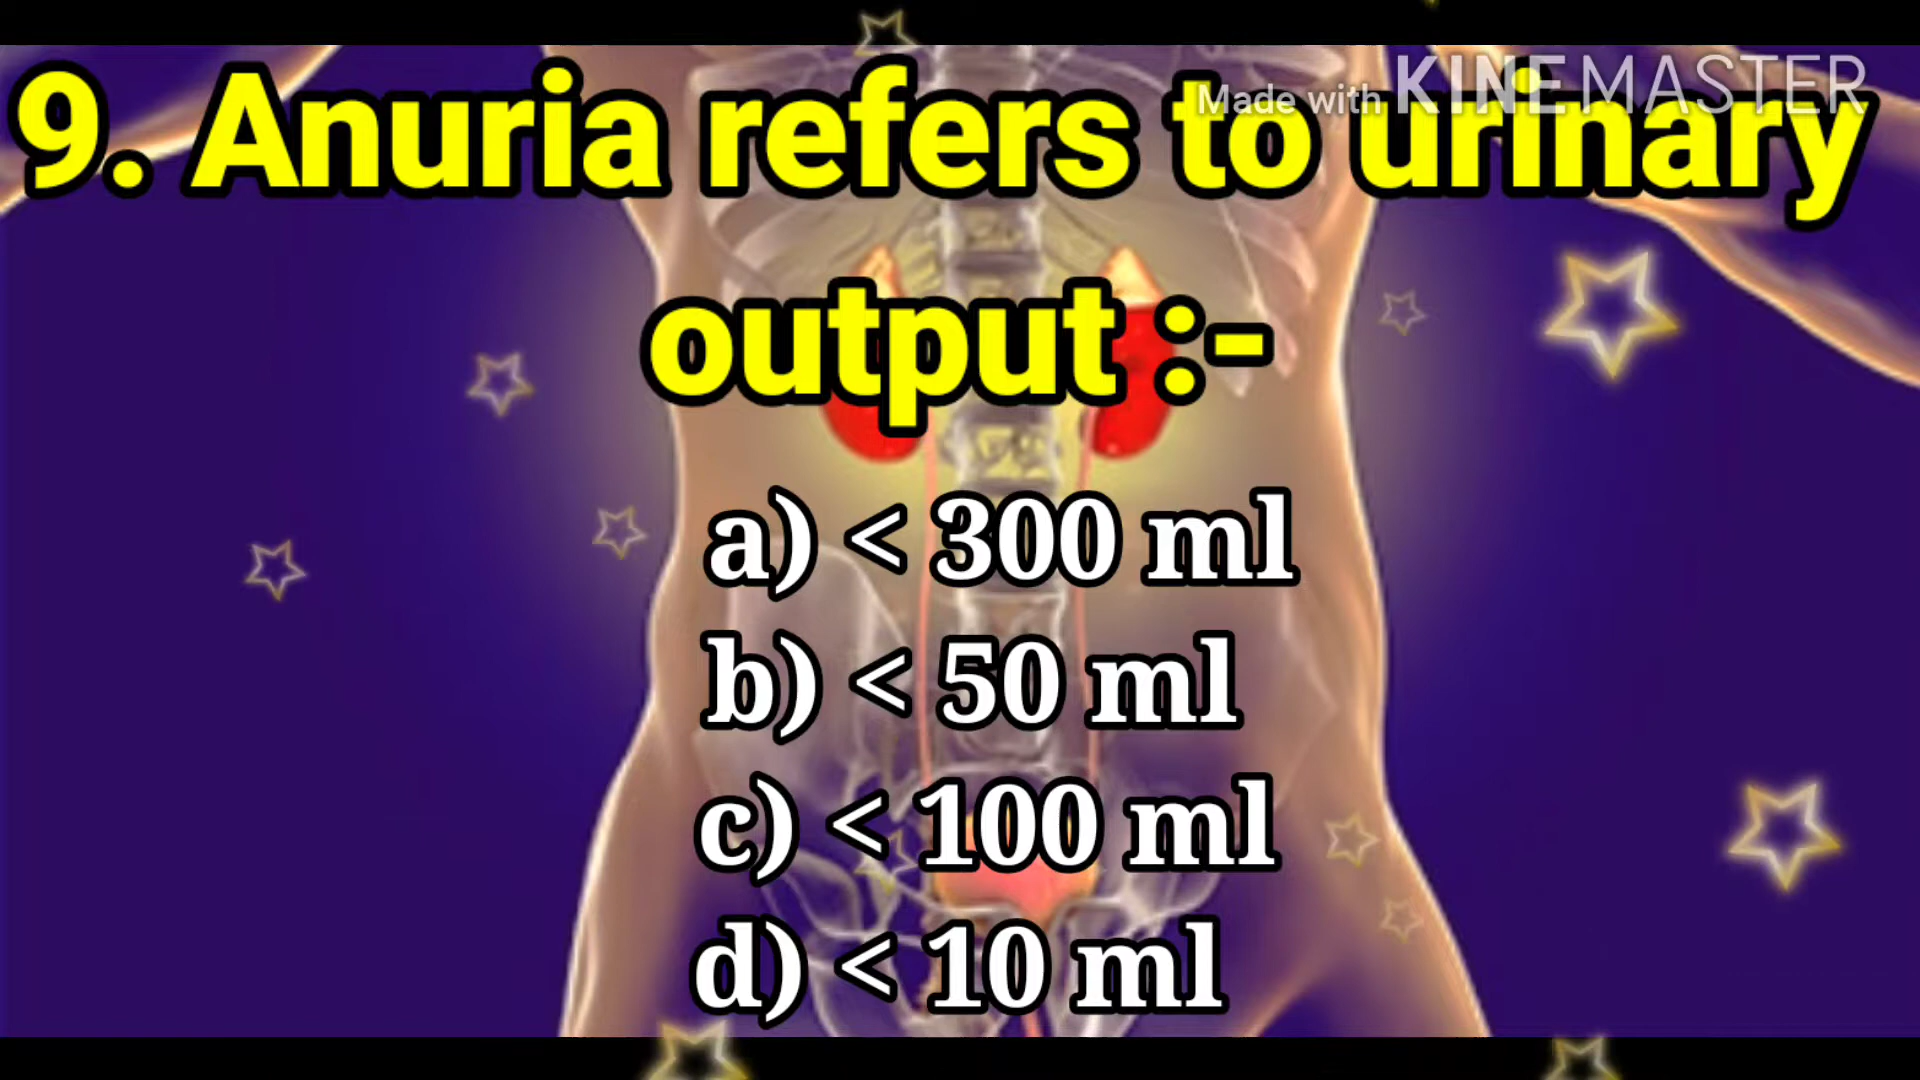 Made with KINEMASTER
9. Anuria refers to urinary
output :-
a) < 300 ml
b) < 50 ml
c) < 100 ml
d) < 10 ml